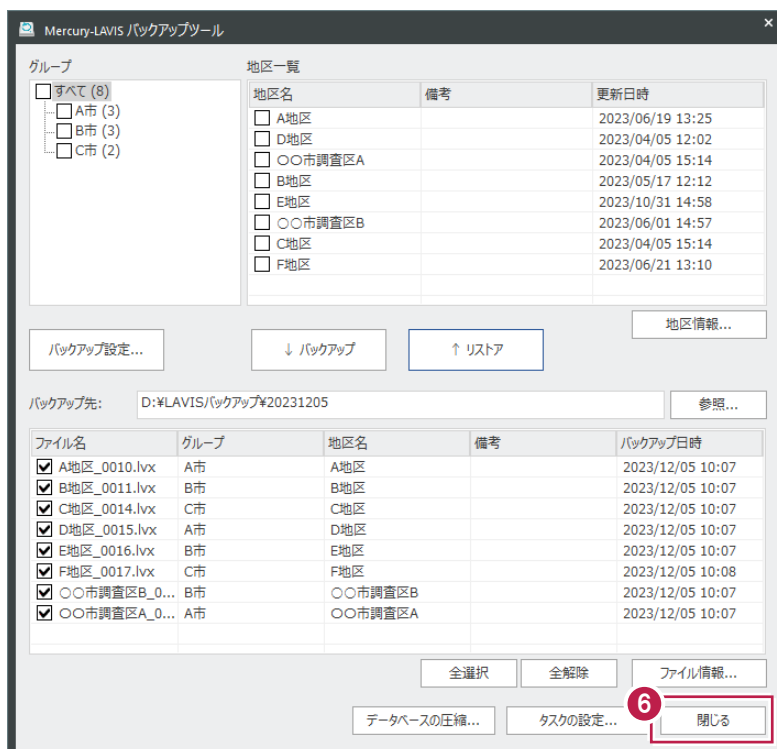 Mercury-LAVIS バックアップツール
×
グループ
すべて (8)
A市 (3)
B市 (3)
C市 (2)
地区一覧
地区名 備考 更新日時
A地区 2023/06/19 13:25
D地区 2023/04/05 12:02
〇〇市調査区A 2023/04/05 15:14
B地区 2023/05/17 12:12
E地区 2023/10/31 14:58
〇〇市調査区B 2023/06/01 14:57
C地区 2023/04/05 15:14
F地区 2023/06/21 13:10
地区情報...
バックアップ設定... ↓ バックアップ ↑ リストア
バックアップ先: D:¥LAVISバックアップ¥20231205 参照...
ファイル名 グループ 地区名 備考 バックアップ日時
A地区_0010.lvx A市 A地区 2023/12/05 10:07
B地区_0011.lvx B市 B地区 2023/12/05 10:07
C地区_0014.lvx C市 C地区 2023/12/05 10:07
D地区_0015.lvx A市 D地区 2023/12/05 10:07
E地区_0016.lvx B市 E地区 2023/12/05 10:07
F地区_0017.lvx C市 F地区 2023/12/05 10:08
〇〇市調査区B_0... B市 〇〇市調査区B 2023/12/05 10:07
〇〇市調査区A_0... A市 〇〇市調査区A 2023/12/05 10:07
全選択 全解除 ファイル情報...
データベースの圧縮... タスクの設定... 6 閉じる